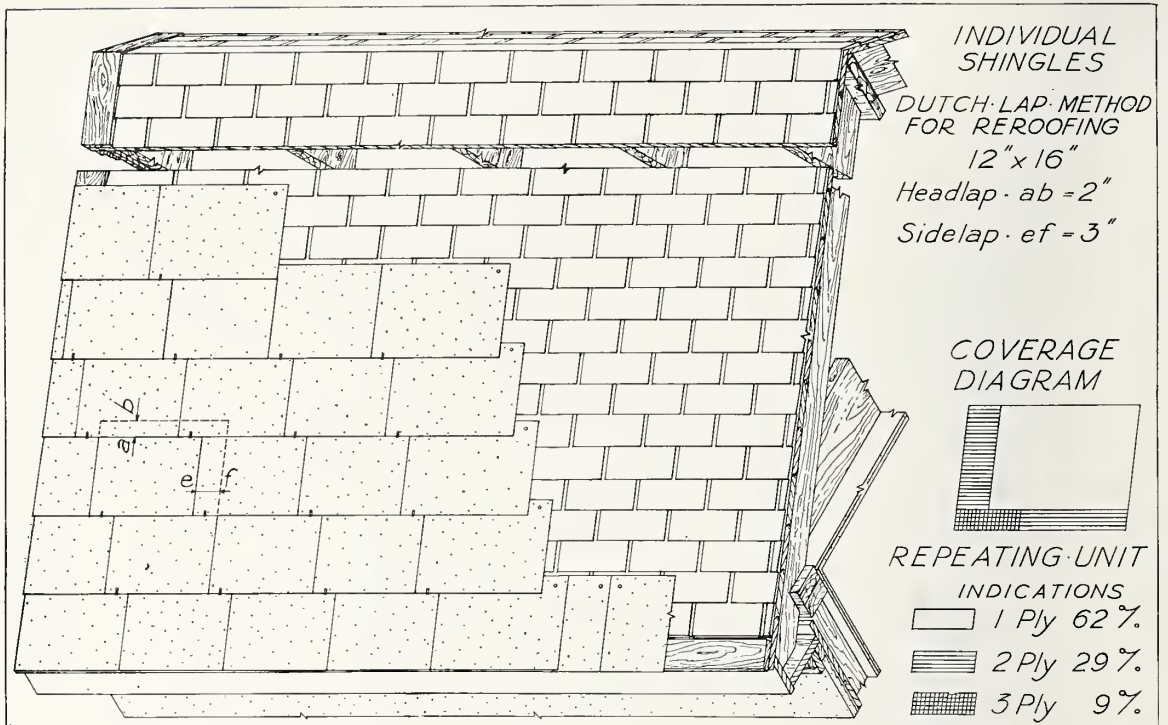 INDIVIDUAL
SHINGLES
DUTCH·LAP·METHOD
FOR REROOFING
12" x 16"
Headlap · ab = 2"
Sidelap · ef = 3"
b
a
e f
COVERAGE
DIAGRAM
REPEATING·UNIT
INDICATIONS
1 Ply 62%
2 Ply 29%
3 Ply 9%